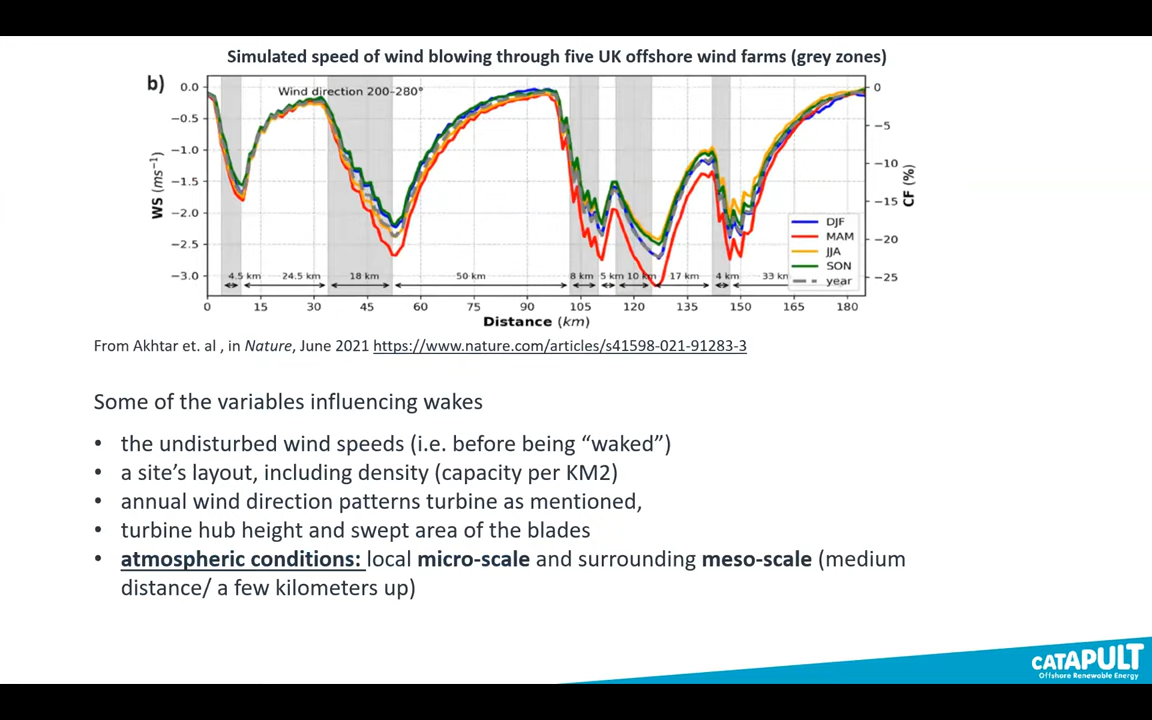 Simulated speed of wind blowing through five UK offshore wind farms (grey zones)
b)
Wind direction 200–280°
0.0
−0.5
−1.0
−1.5
−2.0
−2.5
−3.0
WS (ms⁻¹)
0
−5
−10
−15
−20
−25
CF (%)
DJF
MAM
JJA
SON
year
4.5 km 24.5 km 18 km 50 km 8 km 5 km 10 km 17 km 4 km 33 km
0 15 30 45 60 75 90 105 120 135 150 165 180
Distance (km)
From Akhtar et. al , in Nature, June 2021 https://www.nature.com/articles/s41598-021-91283-3
Some of the variables influencing wakes
• the undisturbed wind speeds (i.e. before being “waked”)
• a site’s layout, including density (capacity per KM2)
• annual wind direction patterns turbine as mentioned,
• turbine hub height and swept area of the blades
• atmospheric conditions: local micro-scale and surrounding meso-scale (medium
distance/ a few kilometers up)
CATAPULT
Offshore Renewable Energy